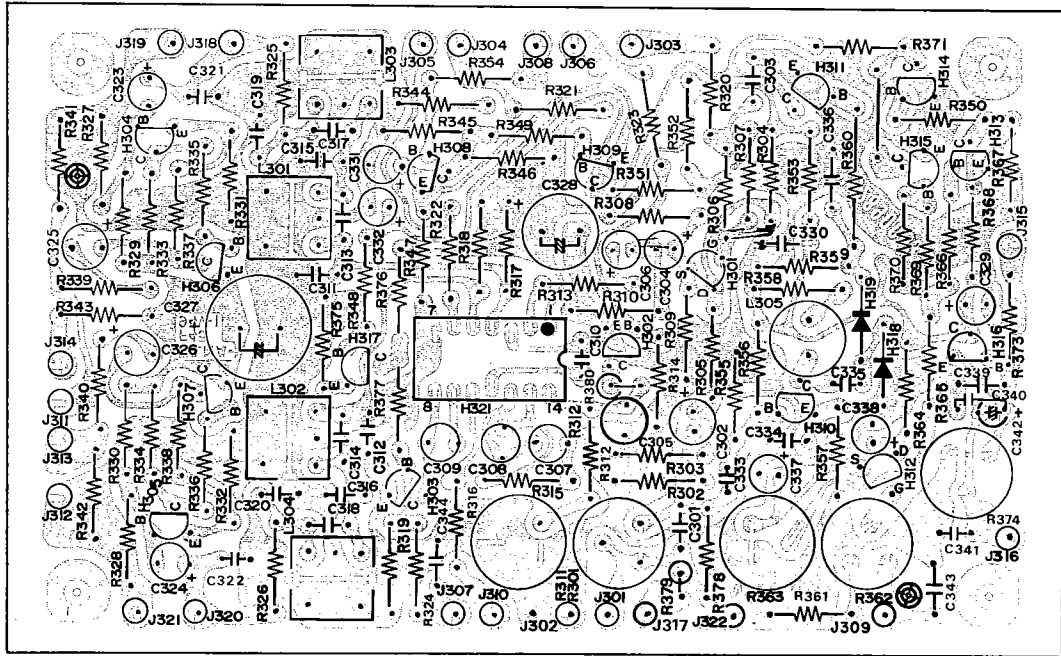 J319 J318 R325 L303 J305 J304 J308 J306 J303 R371
C323 C321 C319 R354 R320 C303 E H311 C H314
R341 R327 H304 B E C R344 R321 R323 R352 C B B E R350
R345 R349 R307 R304 C336 R360 H315 H313
C315 C317 C331 B H308 R346 H309 E B C R351 R353 C B C E R367
R335 L301 E C C328 R308 R306 R368 J315
R331 R322 R318 G C330
C325 R329 R333 R337 C B C313 C332 R347 R317 C306 C304 S H301 R359 R370 R369 R366 C329
R339 H306 E C311 R348 R376 R313 R310 D R358 H319
R343 C327 R375 7 1 C310 E B H302 R309 L305 H318 C H316 R373
J314 C326 H317 B C R314 R356 C335 E B C339
R340 H307 C E B L302 E R377 8 H321 14 R380 C R305 R355 C H310 B E C338 R364 R365 C340
J311 R312 C302 C334 D C342
J313 R330 R334 R338 C314 C312 C309 C308 C307 R312 C305 R303 C333 C337 R357 S H312
J312 R342 H305 B C E R336 R332 C320 C316 B C E H303 R316 R315 R302 G
L304 C318 R319 C344 C301 R374
R328 C324 C322 R326 R324 J307 J310 R311 R301 J301 R379 R378 R363 R361 R362 C341 J316 C343
J321 J320 J302 J317 J322 J309